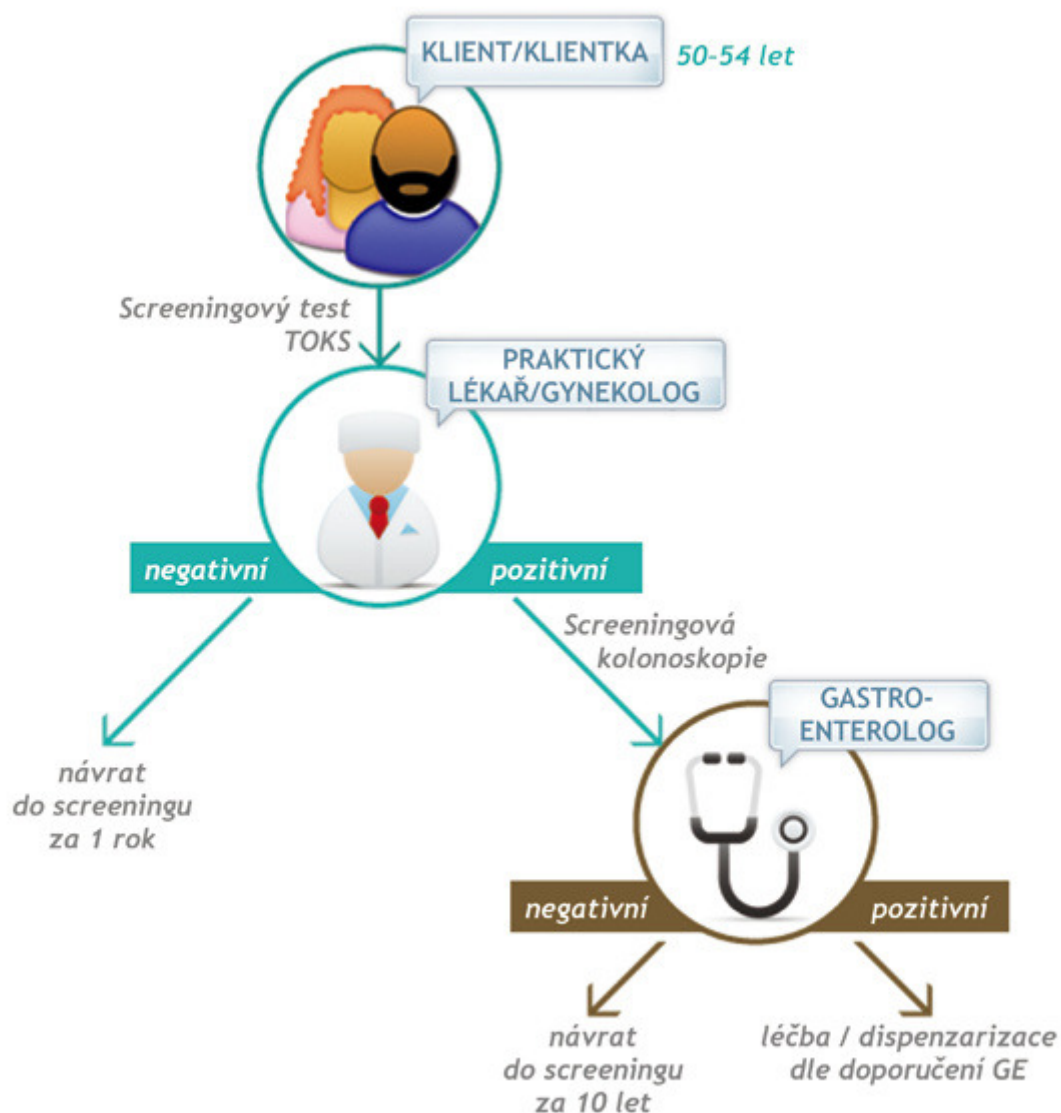 KLIENT/KLIENTKA
50–54 let
Screeningový test
TOKS
PRAKTICKÝ
LÉKAŘ/GYNEKOLOG
negativní
pozitivní
Screeningová
kolonoskopie
GASTRO-
ENTEROLOG
návrat
do screeningu
za 1 rok
negativní
pozitivní
návrat
do screeningu
za 10 let
léčba / dispenzarizace
dle doporučení GE